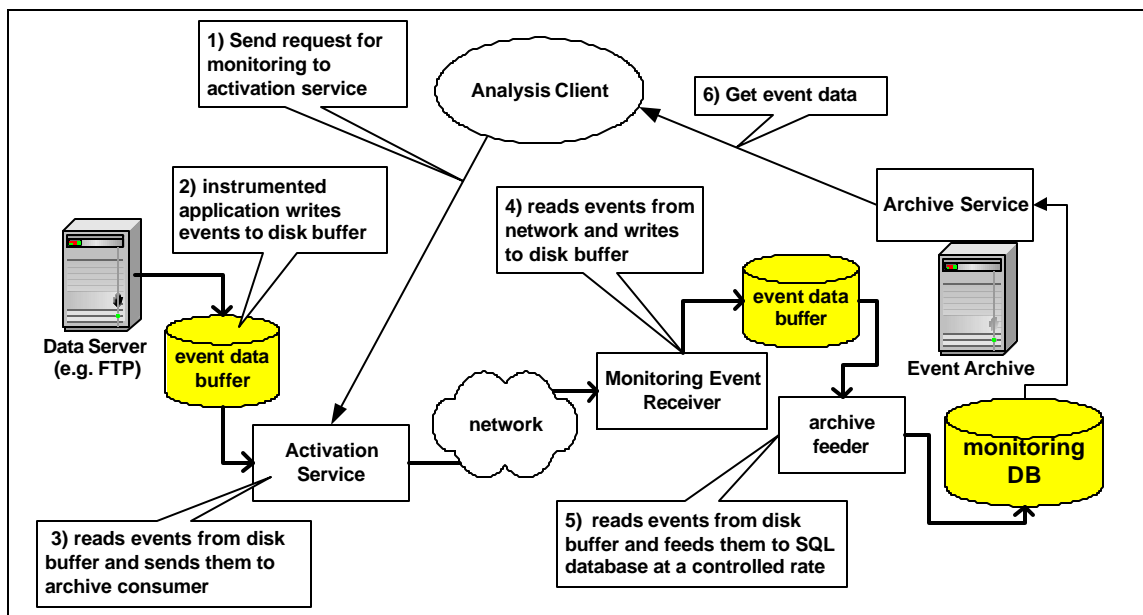 1) Send request for
monitoring to
activation service
Analysis Client
6) Get event data
2) instrumented
application writes
events to disk buffer
4) reads events from
network and writes
to disk buffer
Archive Service
Data Server
(e.g. FTP)
event data
buffer
event data
buffer
Event Archive
Monitoring Event
Receiver
network
archive
feeder
monitoring
DB
Activation
Service
3) reads events from disk
buffer and sends them to
archive consumer
5) reads events from disk
buffer and feeds them to SQL
database at a controlled rate